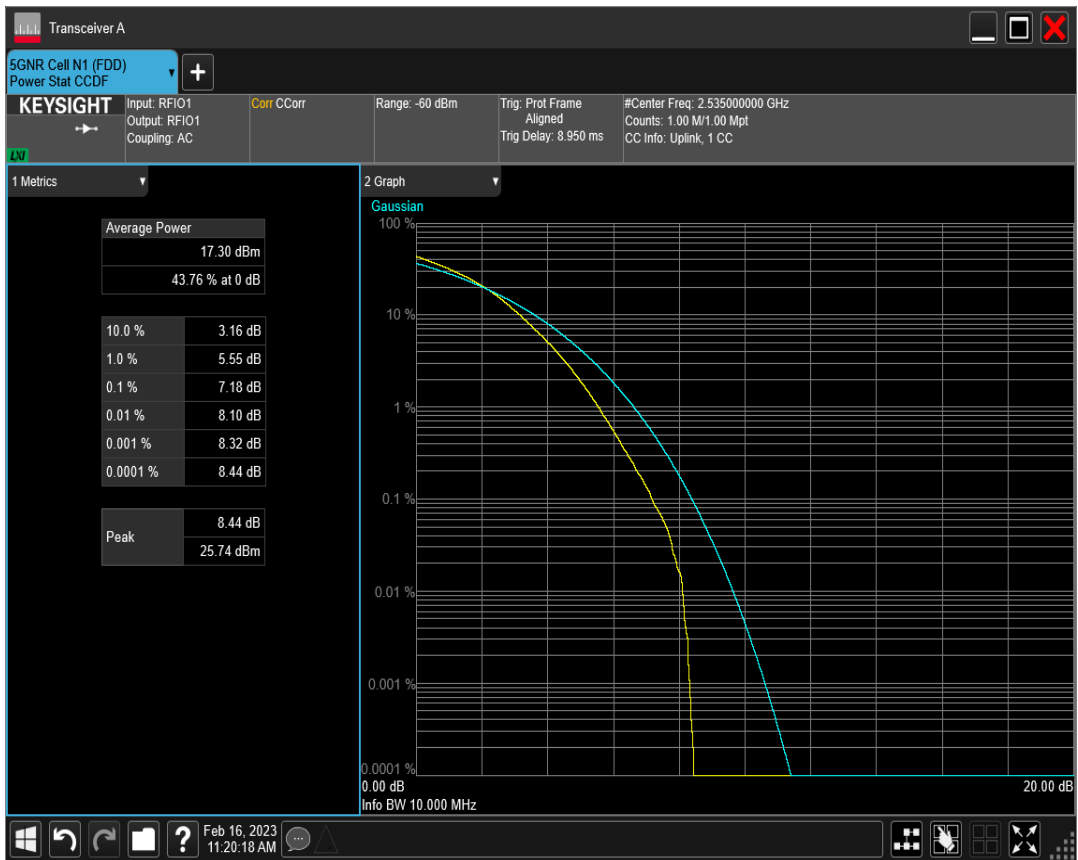 Transceiver A
5GNR Cell N1 (FDD)
Power Stat CCDF
+
KEYSIGHT
LXI
Input: RFIO1
Output: RFIO1
Coupling: AC
Corr CCorr
Range: -60 dBm
Trig: Prot Frame
Aligned
Trig Delay: 8.950 ms
#Center Freq: 2.535000000 GHz
Counts: 1.00 M/1.00 Mpt
CC Info: Uplink, 1 CC
1 Metrics
Average Power
17.30 dBm
43.76 % at 0 dB
10.0 % 3.16 dB
1.0 % 5.55 dB
0.1 % 7.18 dB
0.01 % 8.10 dB
0.001 % 8.32 dB
0.0001 % 8.44 dB
Peak
8.44 dB
25.74 dBm
2 Graph
Gaussian
100 %
10 %
1 %
0.1 %
0.01 %
0.001 %
0.0001 %
0.00 dB 20.00 dB
Info BW 10.000 MHz
?
Feb 16, 2023
11:20:18 AM